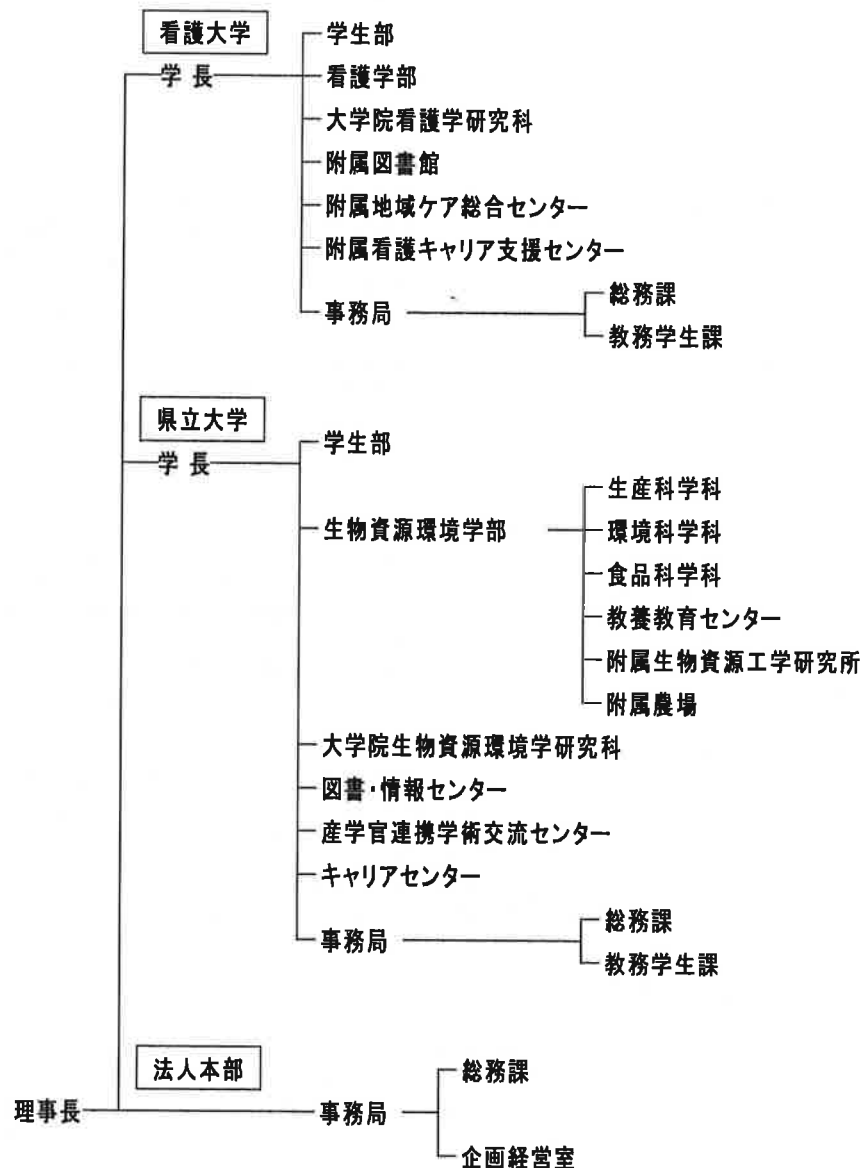 看護大学
学長
学生部
看護学部
大学院看護学研究科
附属図書館
附属地域ケア総合センター
附属看護キャリア支援センター
事務局
総務課
教務学生課
県立大学
学長
学生部
生物資源環境学部
生産科学科
環境科学科
食品科学科
教養教育センター
附属生物資源工学研究所
附属農場
大学院生物資源環境学研究科
図書・情報センター
産学官連携学術交流センター
キャリアセンター
事務局
総務課
教務学生課
法人本部
理事長
事務局
総務課
企画経営室